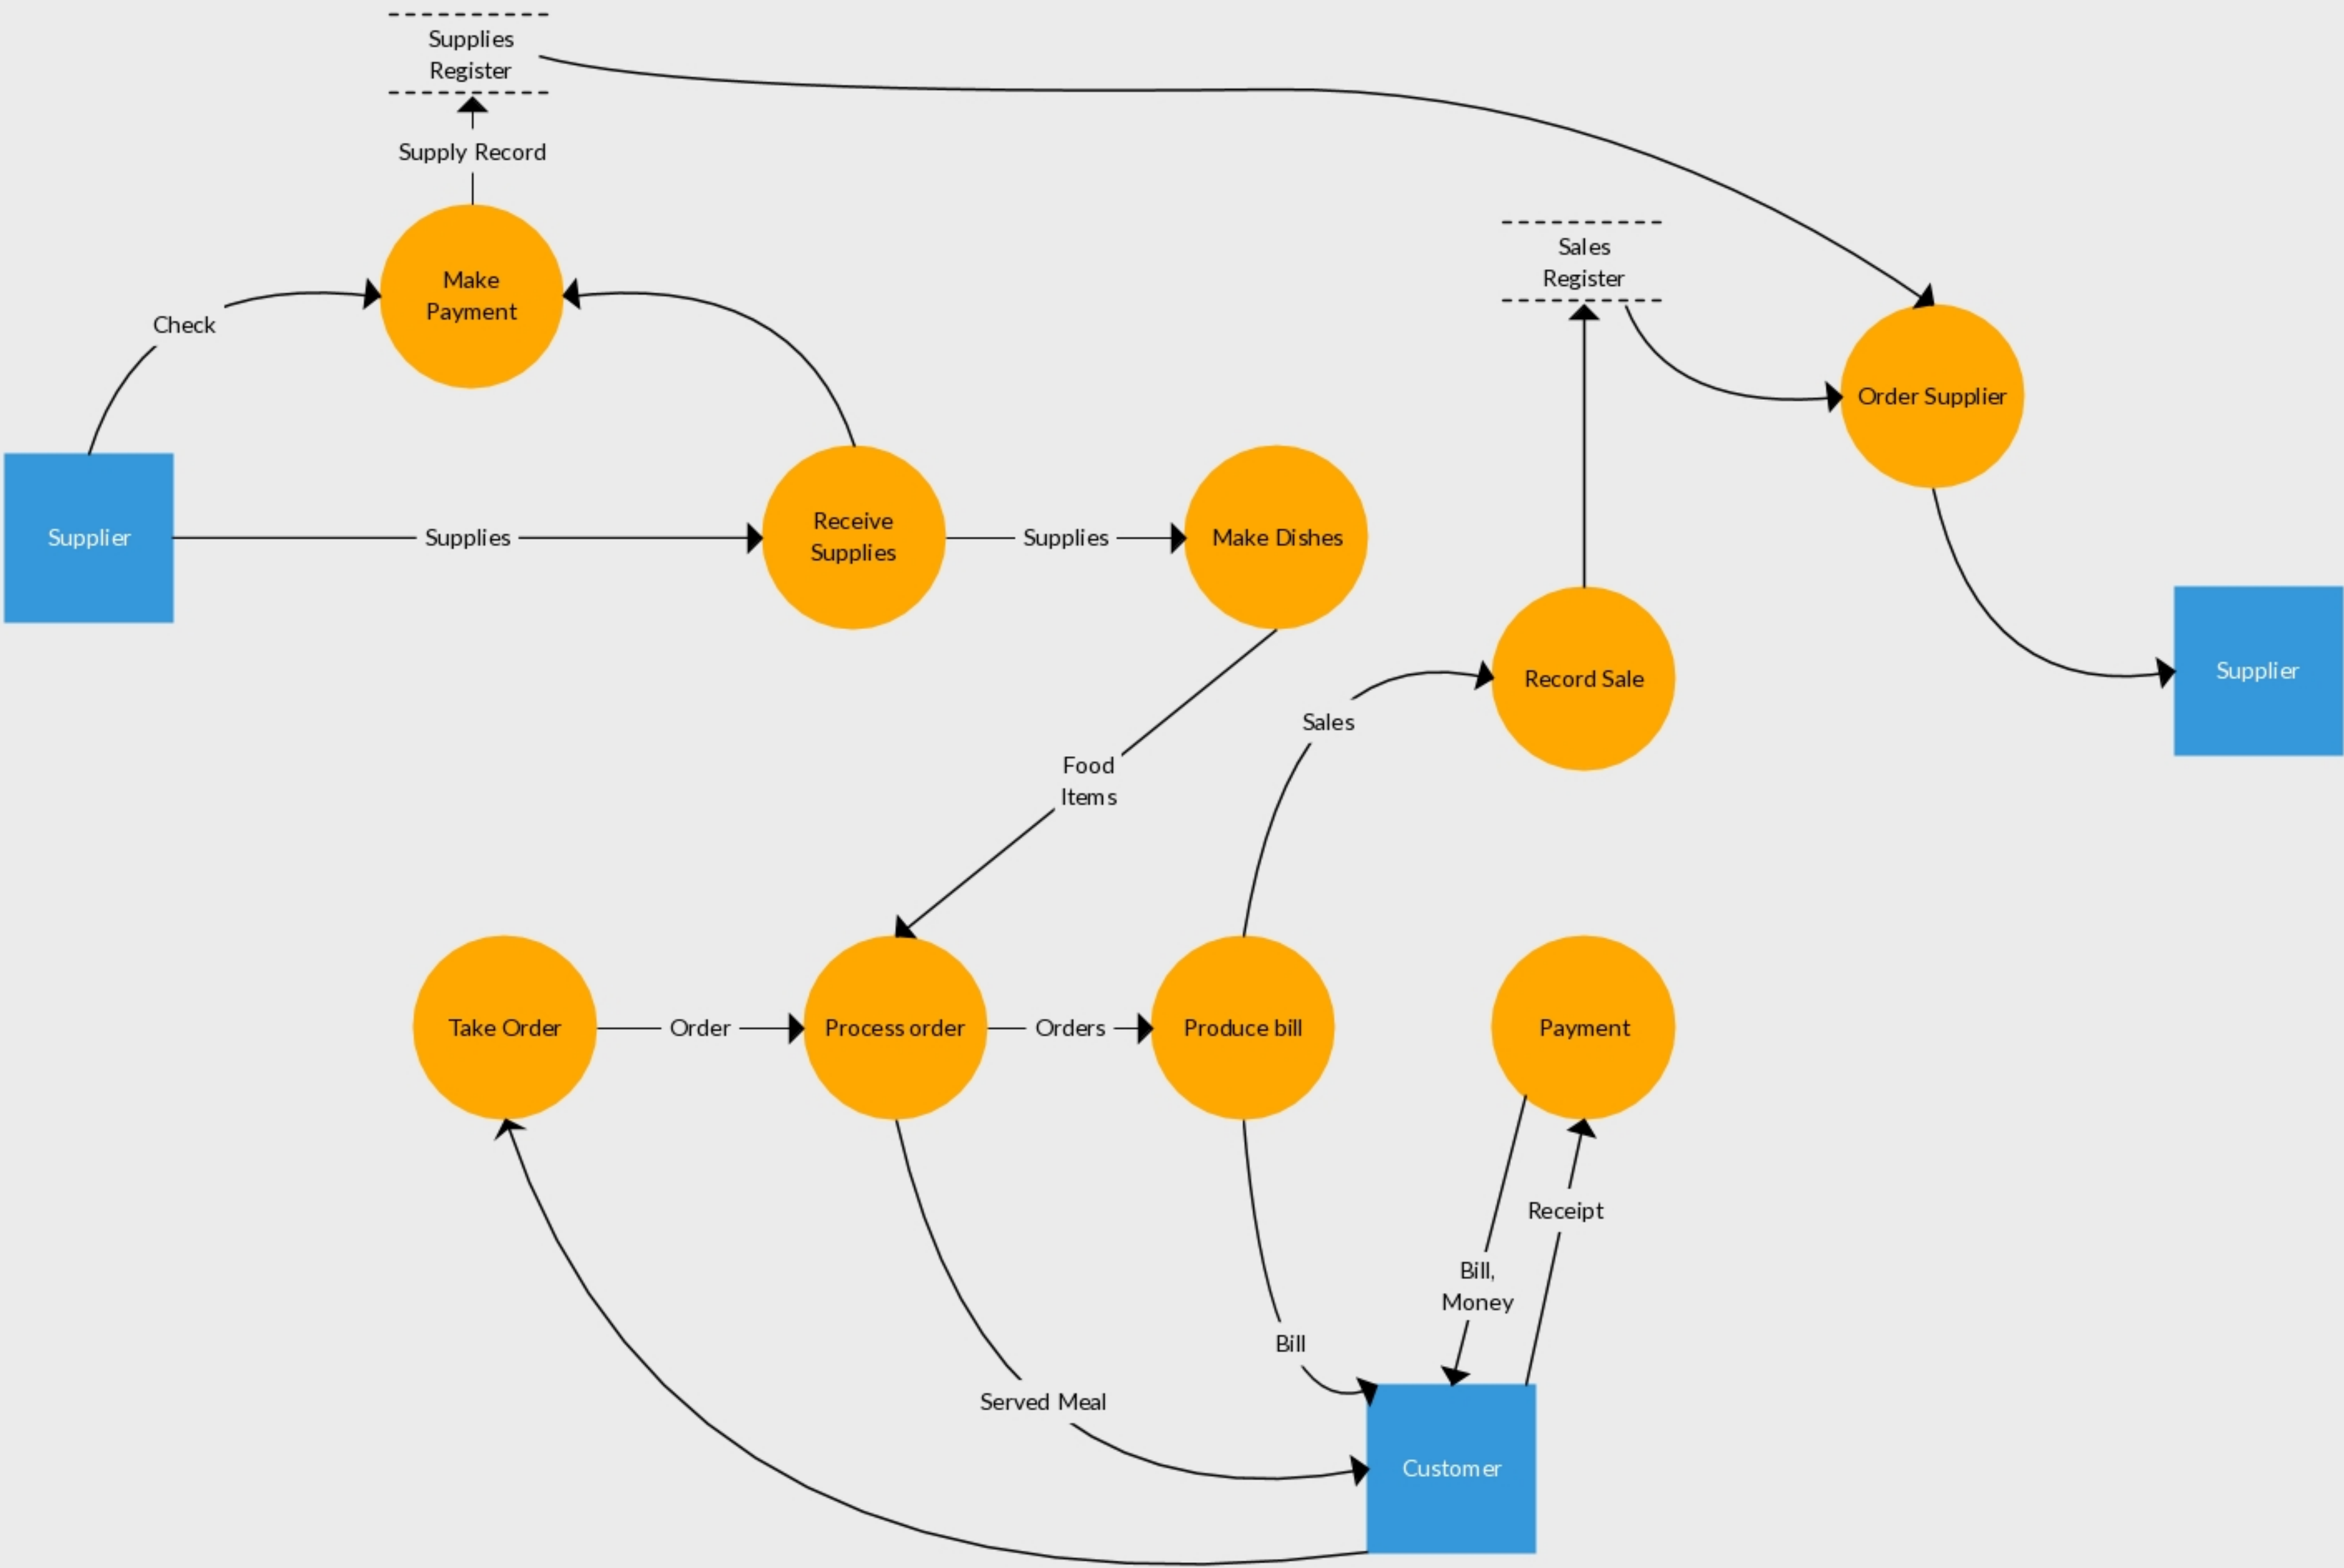 Supplies
Register
Supply Record
Sales
Register
Make
Payment
Check
Order Supplier
Supplier
Supplies
Receive
Supplies
Supplies
Make Dishes
Supplier
Record Sale
Sales
Food
Items
Take Order
Order
Process order
Orders
Produce bill
Payment
Receipt
Bill,
Money
Bill
Served Meal
Customer